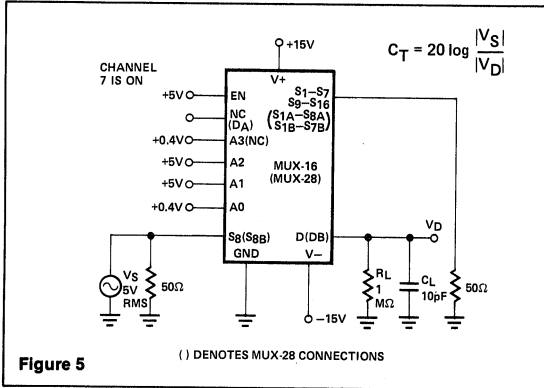 +15V
C_T = 20 log |V_S| / |V_D|
CHANNEL
7 IS ON
V+
+5V EN
S1–S7
S9–S16
(S1A–S8A)
(S1B–S7B)
NC
(DA)
+0.4V A3(NC)
MUX-16
(MUX-28)
+5V A2
+5V A1
+0.4V A0
S8(S8B)
D(DB)
V_D
GND
V–
V_S
5V
RMS
50Ω
R_L
1
MΩ
C_L
10pF
50Ω
–15V
Figure 5
( ) DENOTES MUX-28 CONNECTIONS